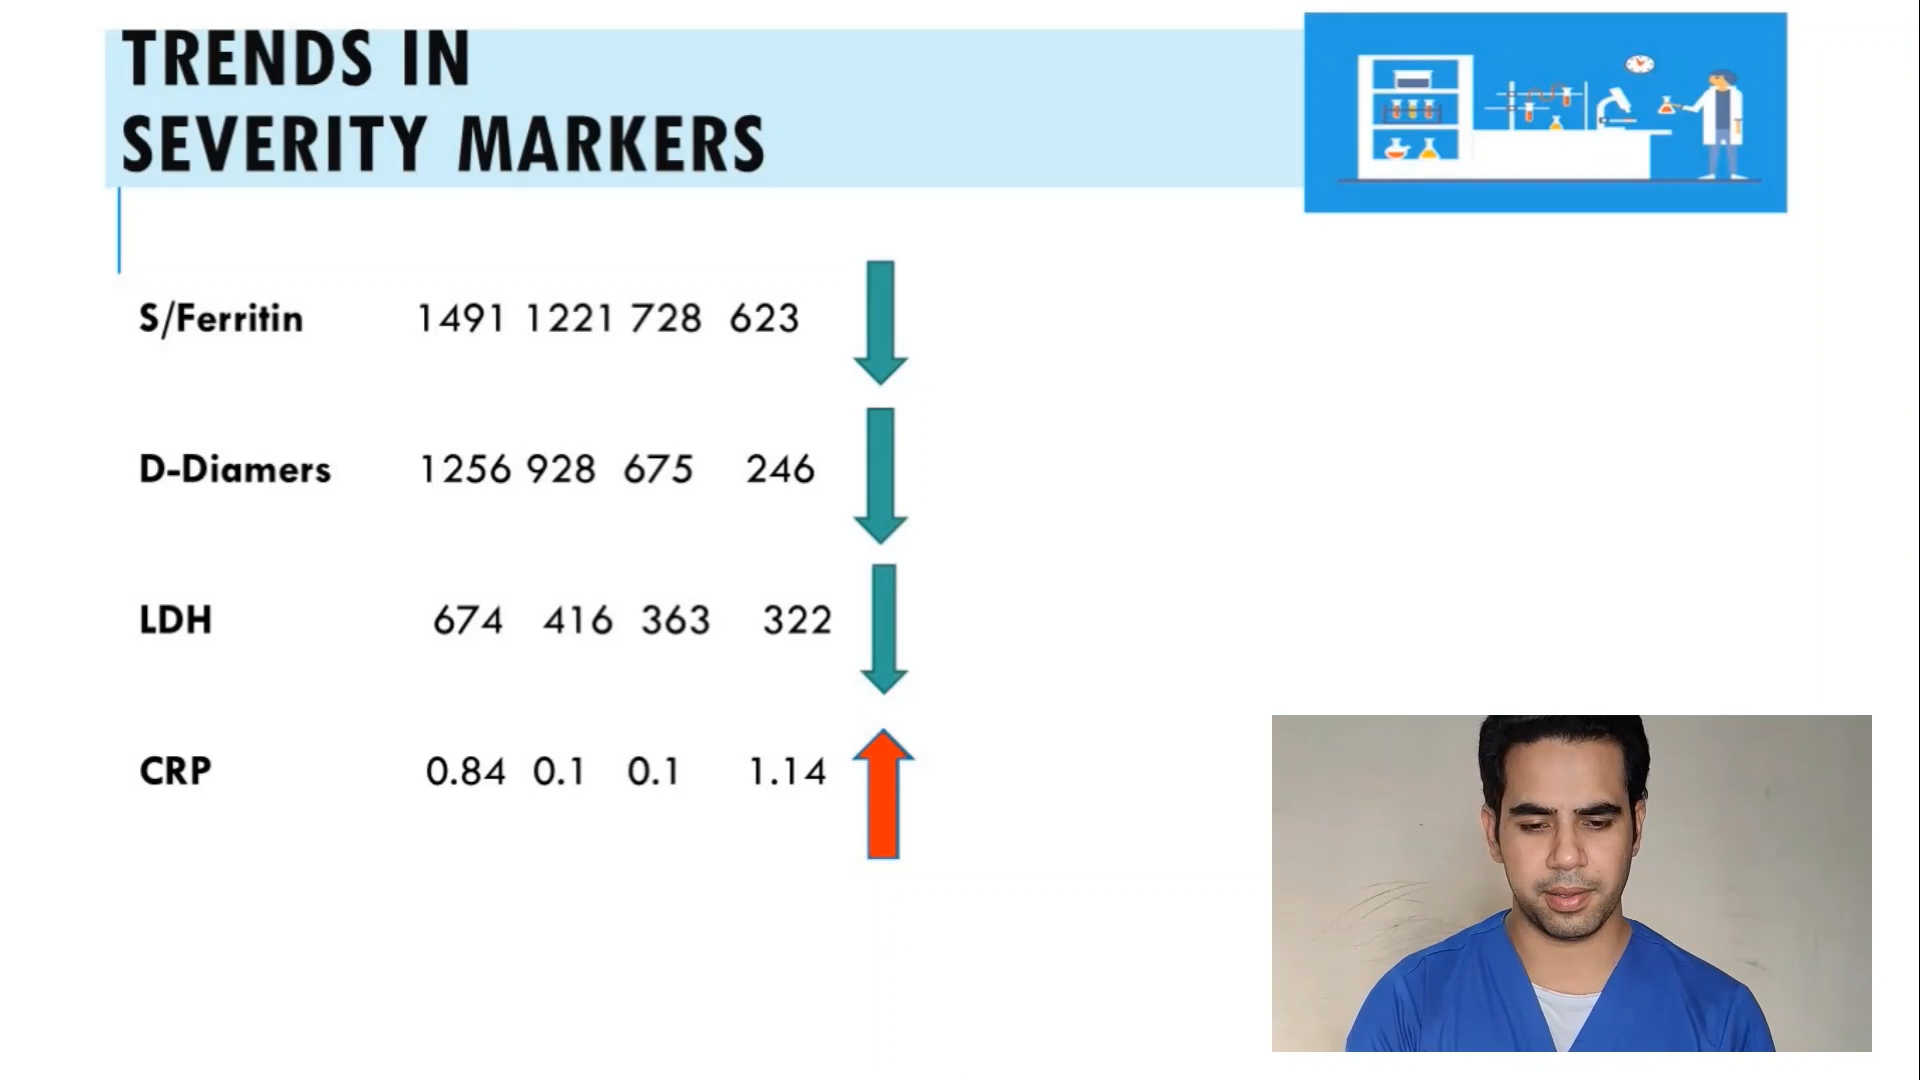 TRENDS IN
SEVERITY MARKERS
S/Ferritin 1491 1221 728 623
D-Diamers 1256 928 675 246
LDH 674 416 363 322
CRP 0.84 0.1 0.1 1.14